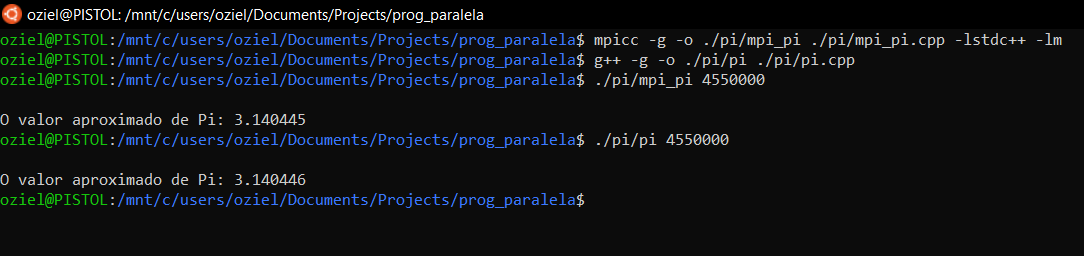 oziel@PISTOL: /mnt/c/users/oziel/Documents/Projects/prog_paralela
oziel@PISTOL:/mnt/c/users/oziel/Documents/Projects/prog_paralela$ mpicc -g -o ./pi/mpi_pi ./pi/mpi_pi.cpp -lstdc++ -lm
oziel@PISTOL:/mnt/c/users/oziel/Documents/Projects/prog_paralela$ g++ -g -o ./pi/pi ./pi/pi.cpp
oziel@PISTOL:/mnt/c/users/oziel/Documents/Projects/prog_paralela$ ./pi/mpi_pi 4550000
O valor aproximado de Pi: 3.140445
oziel@PISTOL:/mnt/c/users/oziel/Documents/Projects/prog_paralela$ ./pi/pi 4550000
O valor aproximado de Pi: 3.140446
oziel@PISTOL:/mnt/c/users/oziel/Documents/Projects/prog_paralela$